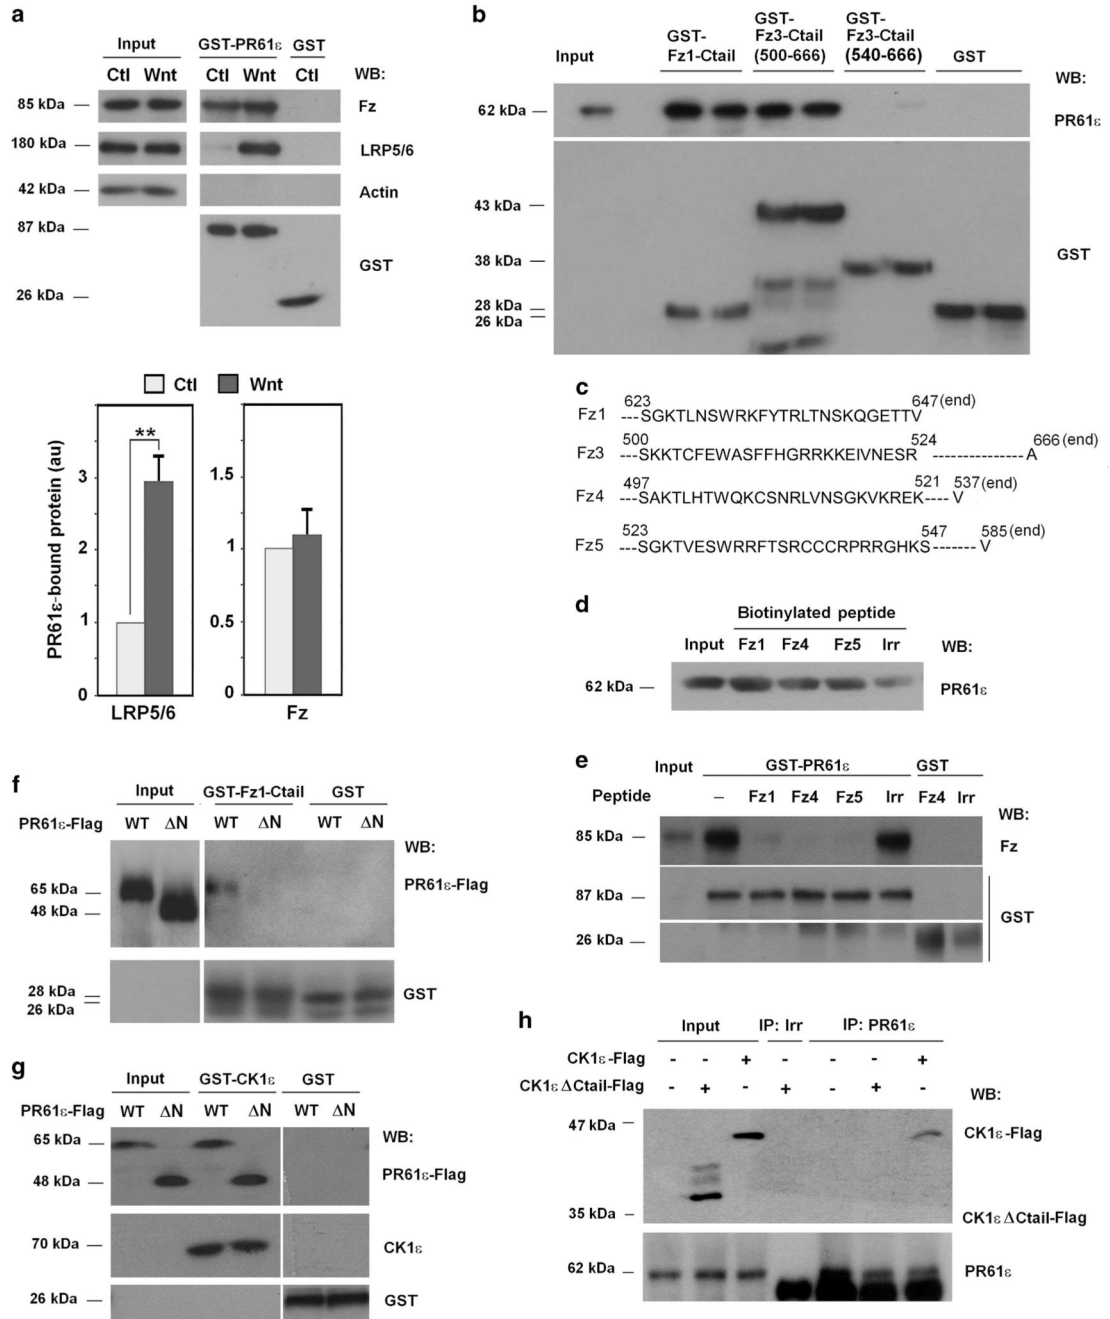 a
Input GST-PR61ε GST
Ctl Wnt Ctl Wnt Ctl WB:
85 kDa — Fz
180 kDa — LRP5/6
42 kDa — Actin
87 kDa —
GST
26 kDa —
Ctl Wnt
PR61ε-bound protein (au)
**
3
2
1
0
LRP5/6
1.5
1
0.5
0
Fz
b
Input
GST-
Fz1-Ctail
GST-
Fz3-Ctail
(500-666)
GST-
Fz3-Ctail
(540-666)
GST
WB:
62 kDa — PR61ε
43 kDa —
38 kDa —
GST
28 kDa —
26 kDa —
c
623 647(end)
Fz1 ---SGKTLNSWRKFYTRLTNSKQGETTV
500 524 666 (end)
Fz3 ---SKKTCFEWASFFHGRRKKEIVNESR ---------------A
497 521 537(end)
Fz4 ---SAKTLHTWQKCSNRLVNSGKVKREK---- V
523 547 585(end)
Fz5 ---SGKTVESWRRFTSRCCCRPRRGHKS------- V
d
Biotinylated peptide
Input Fz1 Fz4 Fz5 Irr WB:
62 kDa — PR61ε
e
Input GST-PR61ε GST
Peptide – Fz1 Fz4 Fz5 Irr Fz4 Irr
WB:
85 kDa — Fz
87 kDa —
GST
26 kDa —
f
Input GST-Fz1-Ctail GST
PR61ε-Flag WT ΔN WT ΔN WT ΔN
WB:
65 kDa — PR61ε-Flag
48 kDa —
28 kDa — GST
26 kDa —
g
Input GST-CK1ε GST
PR61ε-Flag WT ΔN WT ΔN WT ΔN
65 kDa — WB:
48 kDa — PR61ε-Flag
70 kDa — CK1ε
26 kDa — GST
h
Input IP: Irr IP: PR61ε
CK1ε-Flag - - + - - - +
CK1ε ΔCtail-Flag - + - + - + -
WB:
47 kDa — CK1ε-Flag
35 kDa — CK1ε ΔCtail-Flag
62 kDa — PR61ε